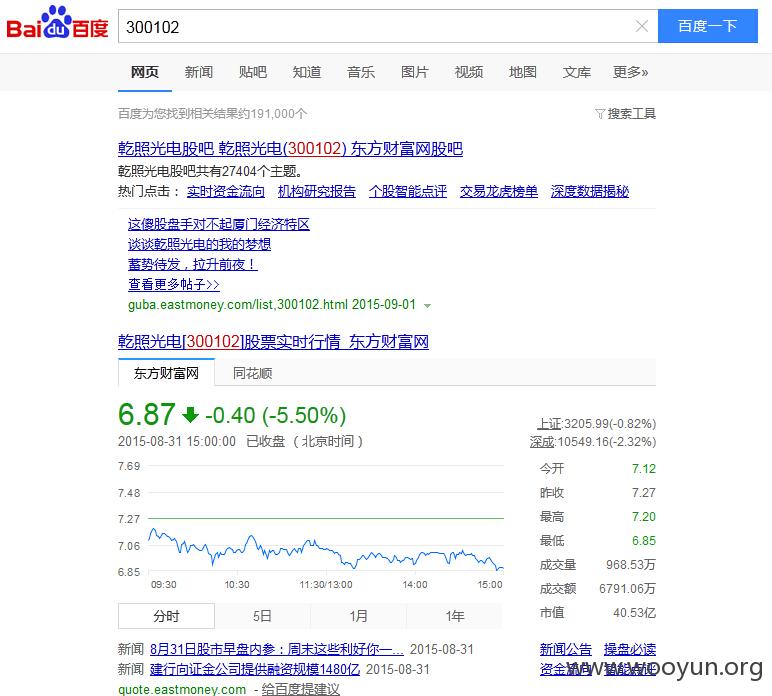 Bai du 百度
300102
百度一下
网页 新闻 贴吧 知道 音乐 图片 视频 地图 文库 更多»
百度为您找到相关结果约191,000个
搜索工具
乾照光电股吧_乾照光电(300102)_东方财富网股吧
乾照光电股吧共有27404个主题。
热门点击： 实时资金流向 机构研究报告 个股智能点评 交易龙虎榜单 深度数据揭秘
这傻股盘手对不起厦门经济特区
谈谈乾照光电的我的梦想
蓄势待发，拉升前夜！
查看更多帖子>>
guba.eastmoney.com/list,300102.html 2015-09-01
乾照光电[300102]股票实时行情_东方财富网
东方财富网 同花顺
6.87 -0.40 (-5.50%)
2015-08-31 15:00:00 已收盘 ( 北京时间 )
上证:3205.99(-0.82%)
深成:10549.16(-2.32%)
7.69
7.48
7.27
7.06
6.85
09:30 10:30 11:30/13:00 14:00 15:00
今开 7.12
昨收 7.27
最高 7.20
最低 6.85
成交量 968.53万
成交额 6791.06万
市值 40.53亿
分时 5日 1月 1年
新闻 8月31日股市早盘内参：周末这些利好你一... 2015-08-31
新闻 建行向证金公司提供融资规模1480亿 2015-08-31
新闻公告 操盘必读
资金流向
www.wooyun.org
quote.eastmoney.com - 给百度提建议